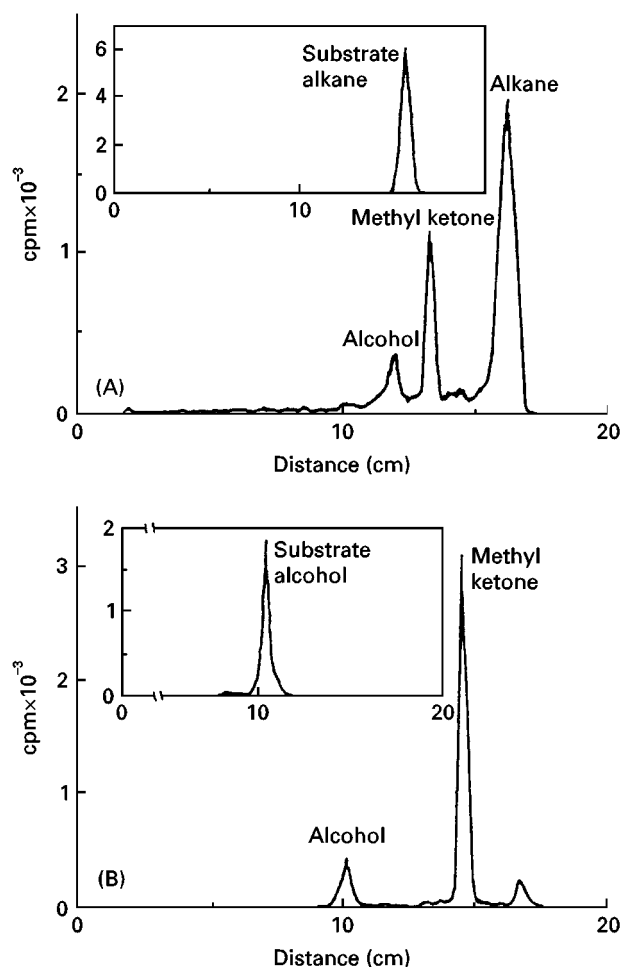 6
4
2
0
0
10
Substrate
alkane
2
1
0
cpm×10⁻³
Alkane
Methyl ketone
Alcohol
(A)
10
20
Distance (cm)
2
1
0
0
10
20
Substrate
alcohol
3
2
1
0
cpm×10⁻³
Methyl
ketone
Alcohol
(B)
0
10
20
Distance (cm)